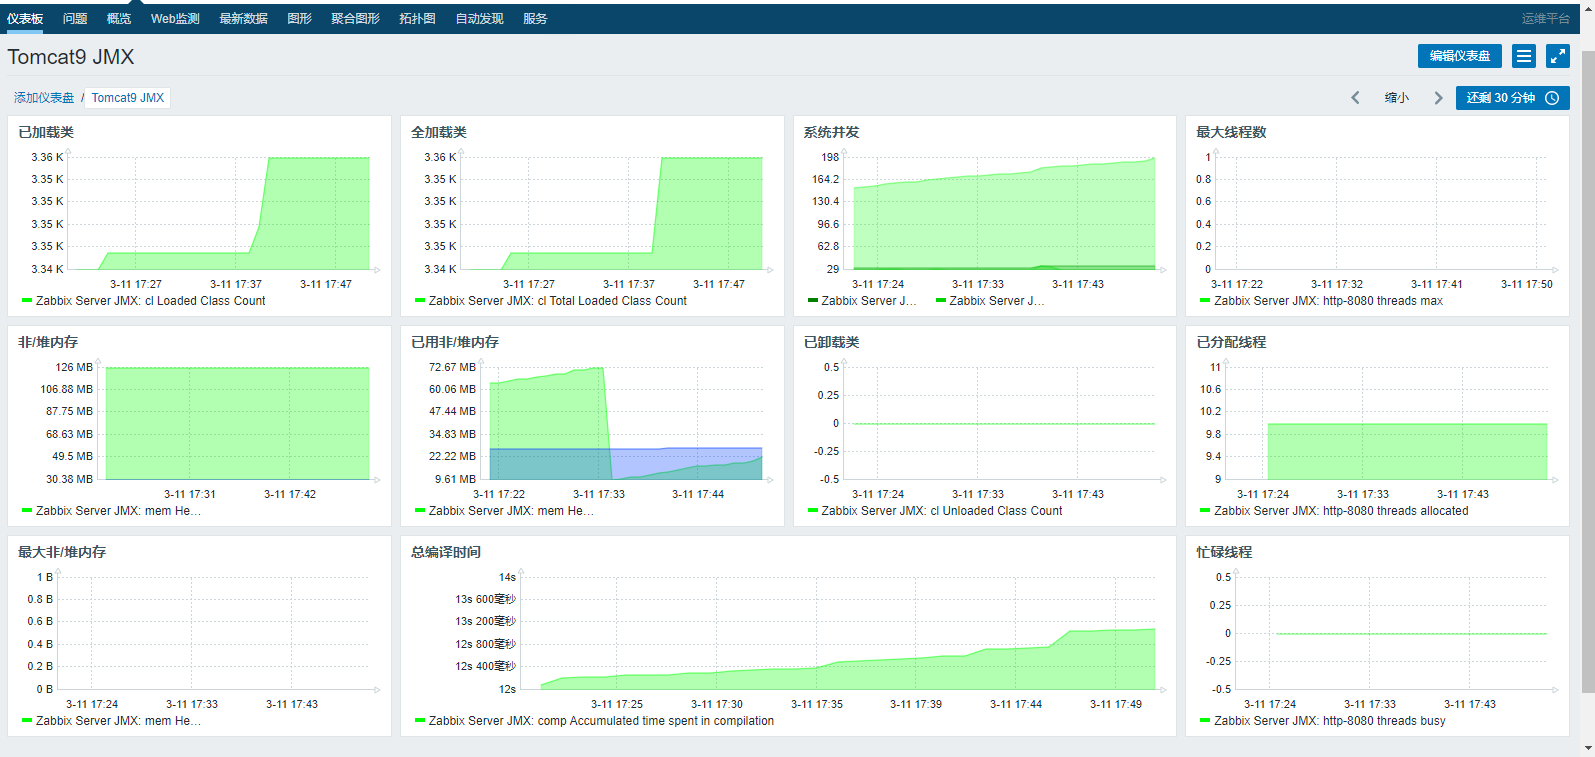 仪表板 问题 概览 Web监测 最新数据 图形 聚合图形 拓扑图 自动发现 服务 运维平台
Tomcat9 JMX 编辑仪表盘
添加仪表盘 / Tomcat9 JMX 缩小 还剩 30 分钟
已加载类
3.36 K
3.35 K
3.35 K
3.35 K
3.35 K
3.34 K
3-11 17:27 3-11 17:37 3-11 17:47
Zabbix Server JMX: cl Loaded Class Count
全加载类
3.36 K
3.35 K
3.35 K
3.35 K
3.35 K
3.34 K
3-11 17:27 3-11 17:37 3-11 17:47
Zabbix Server JMX: cl Total Loaded Class Count
系统并发
198
164.2
130.4
96.6
62.8
29
3-11 17:24 3-11 17:33 3-11 17:43
Zabbix Server J... Zabbix Server J...
最大线程数
1
0.8
0.6
0.4
0.2
0
3-11 17:22 3-11 17:32 3-11 17:41 3-11 17:50
Zabbix Server JMX: http-8080 threads max
非/堆内存
126 MB
106.88 MB
87.75 MB
68.63 MB
49.5 MB
30.38 MB
3-11 17:31 3-11 17:42
Zabbix Server JMX: mem He...
已用非/堆内存
72.67 MB
60.06 MB
47.44 MB
34.83 MB
22.22 MB
9.61 MB
3-11 17:22 3-11 17:33 3-11 17:44
Zabbix Server JMX: mem He...
已卸载类
0.5
0.25
0
-0.25
-0.5
3-11 17:24 3-11 17:33 3-11 17:43
Zabbix Server JMX: cl Unloaded Class Count
已分配线程
11
10.6
10.2
9.8
9.4
9
3-11 17:24 3-11 17:33 3-11 17:43
Zabbix Server JMX: http-8080 threads allocated
最大非/堆内存
1 B
0.8 B
0.6 B
0.4 B
0.2 B
0 B
3-11 17:24 3-11 17:33 3-11 17:43
Zabbix Server JMX: mem He...
总编译时间
14s
13s 600毫秒
13s 200毫秒
12s 800毫秒
12s 400毫秒
12s
3-11 17:25 3-11 17:30 3-11 17:35 3-11 17:39 3-11 17:44 3-11 17:49
Zabbix Server JMX: comp Accumulated time spent in compilation
忙碌线程
0.5
0.25
0
-0.25
-0.5
3-11 17:24 3-11 17:33 3-11 17:43
Zabbix Server JMX: http-8080 threads busy